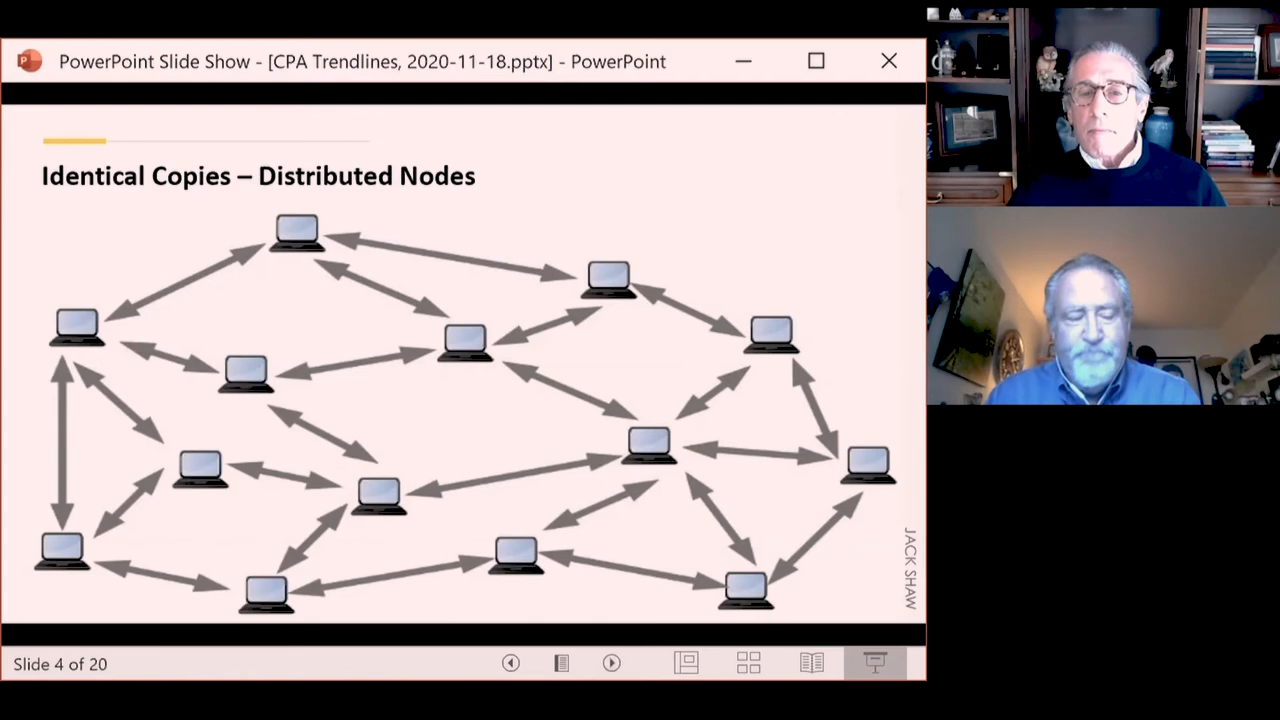 PowerPoint Slide Show - [CPA Trendlines, 2020-11-18.pptx] - PowerPoint
Identical Copies – Distributed Nodes
JACK SHAW
Slide 4 of 20